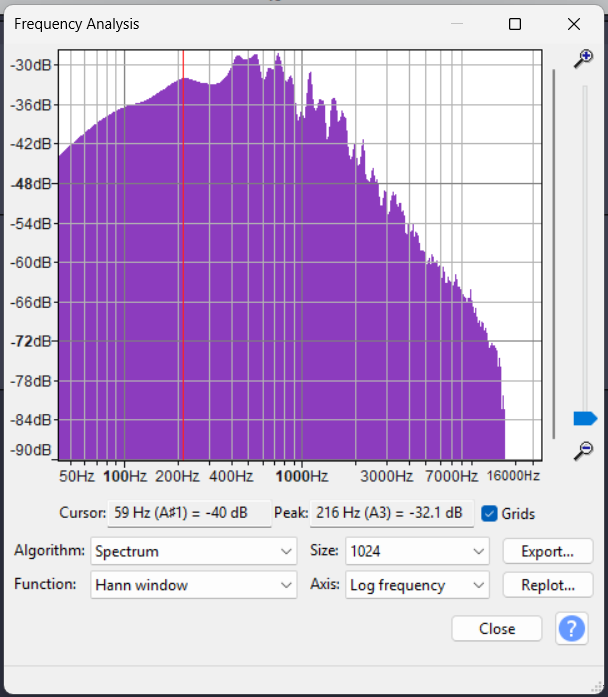 Frequency Analysis
-30dB
-36dB
-42dB
-48dB
-54dB
-60dB
-66dB
-72dB
-78dB
-84dB
-90dB
50Hz 100Hz 200Hz 400Hz 1000Hz 3000Hz 7000Hz 16000Hz
Cursor: 59 Hz (A♯1) = -40 dB Peak: 216 Hz (A3) = -32.1 dB Grids
Algorithm: Spectrum Size: 1024 Export...
Function: Hann window Axis: Log frequency Replot...
Close ?